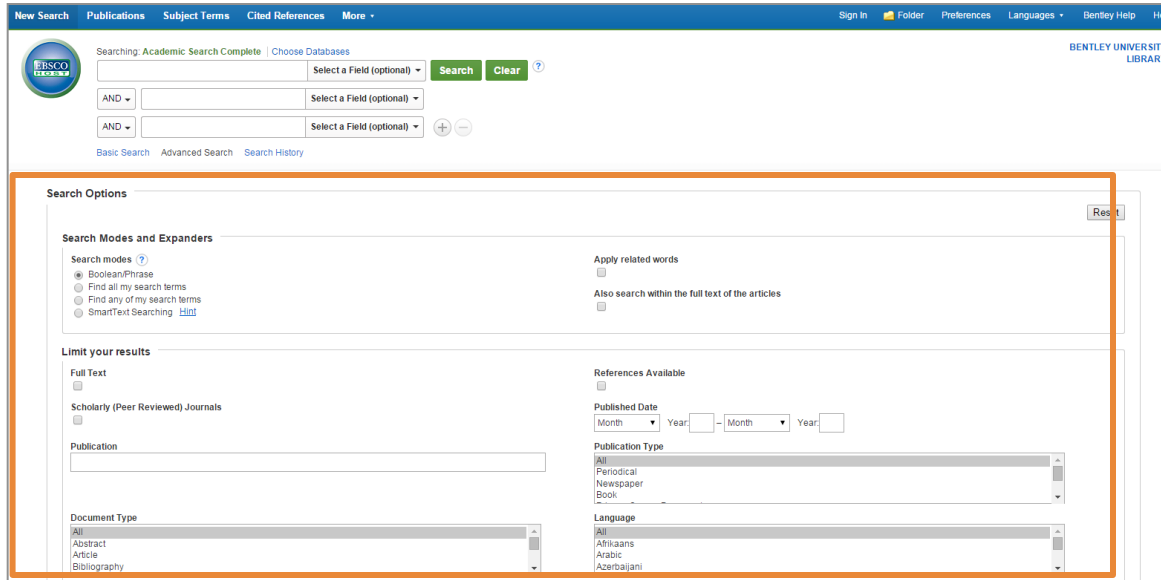 New Search Publications Subject Terms Cited References More Sign In Folder Preferences Languages Bentley Help
Searching: Academic Search Complete Choose Databases
BENTLEY UNIVERSIT
LIBRAR
EBSCO
HOST
Select a Field (optional) Search Clear ?
AND Select a Field (optional)
AND Select a Field (optional)
Basic Search Advanced Search Search History
Search Options
Reset
Search Modes and Expanders
Search modes ?
Boolean/Phrase
Find all my search terms
Find any of my search terms
SmartText Searching Hint
Apply related words
Also search within the full text of the articles
Limit your results
Full Text
References Available
Scholarly (Peer Reviewed) Journals
Published Date
Month Year: – Month Year:
Publication
Publication Type
All
Periodical
Newspaper
Book
Document Type
All
Abstract
Article
Bibliography
Language
All
Afrikaans
Arabic
Azerbaijani